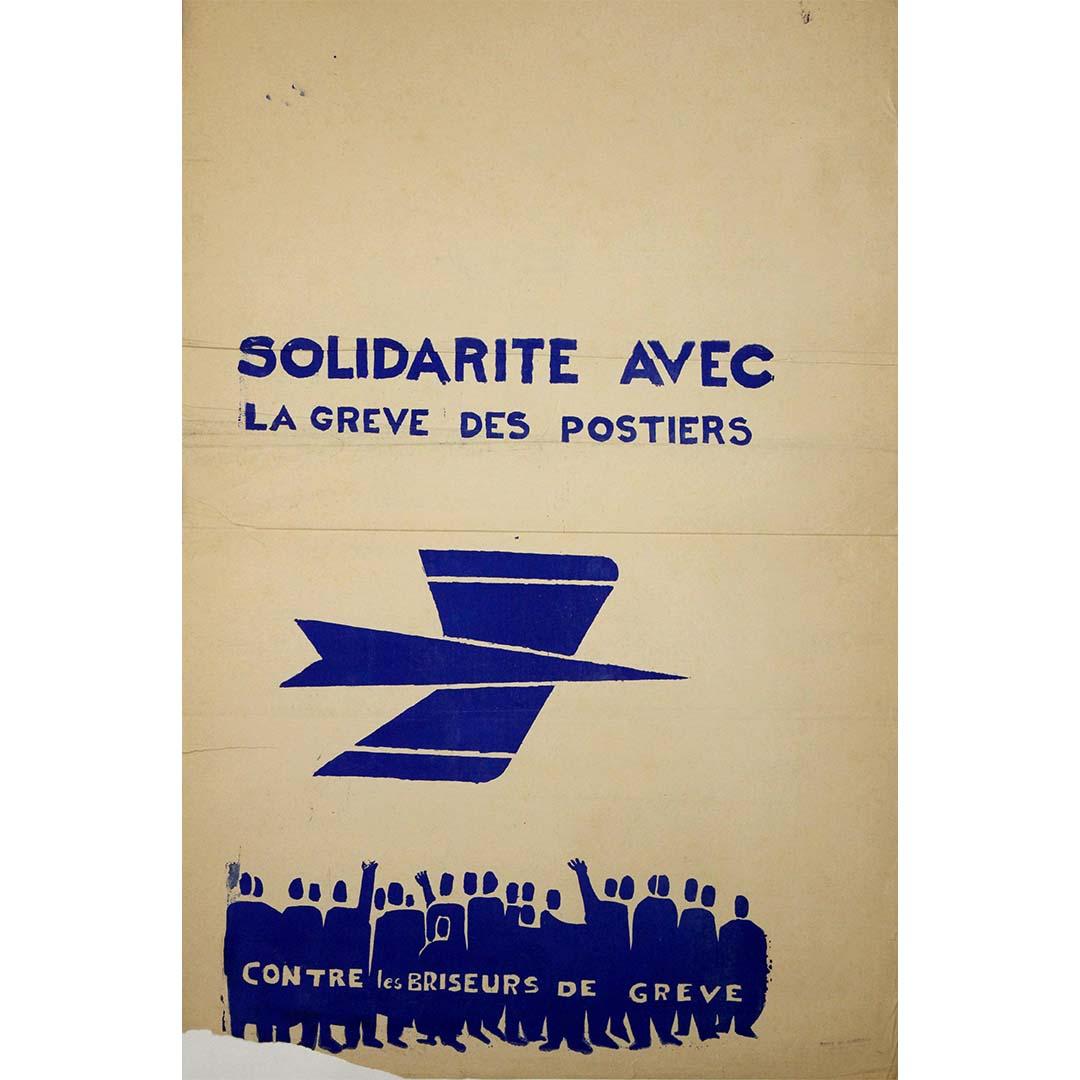 SOLIDARITE AVEC
LA GREVE DES POSTIERS
CONTRE les BRISEURS DE GREVE